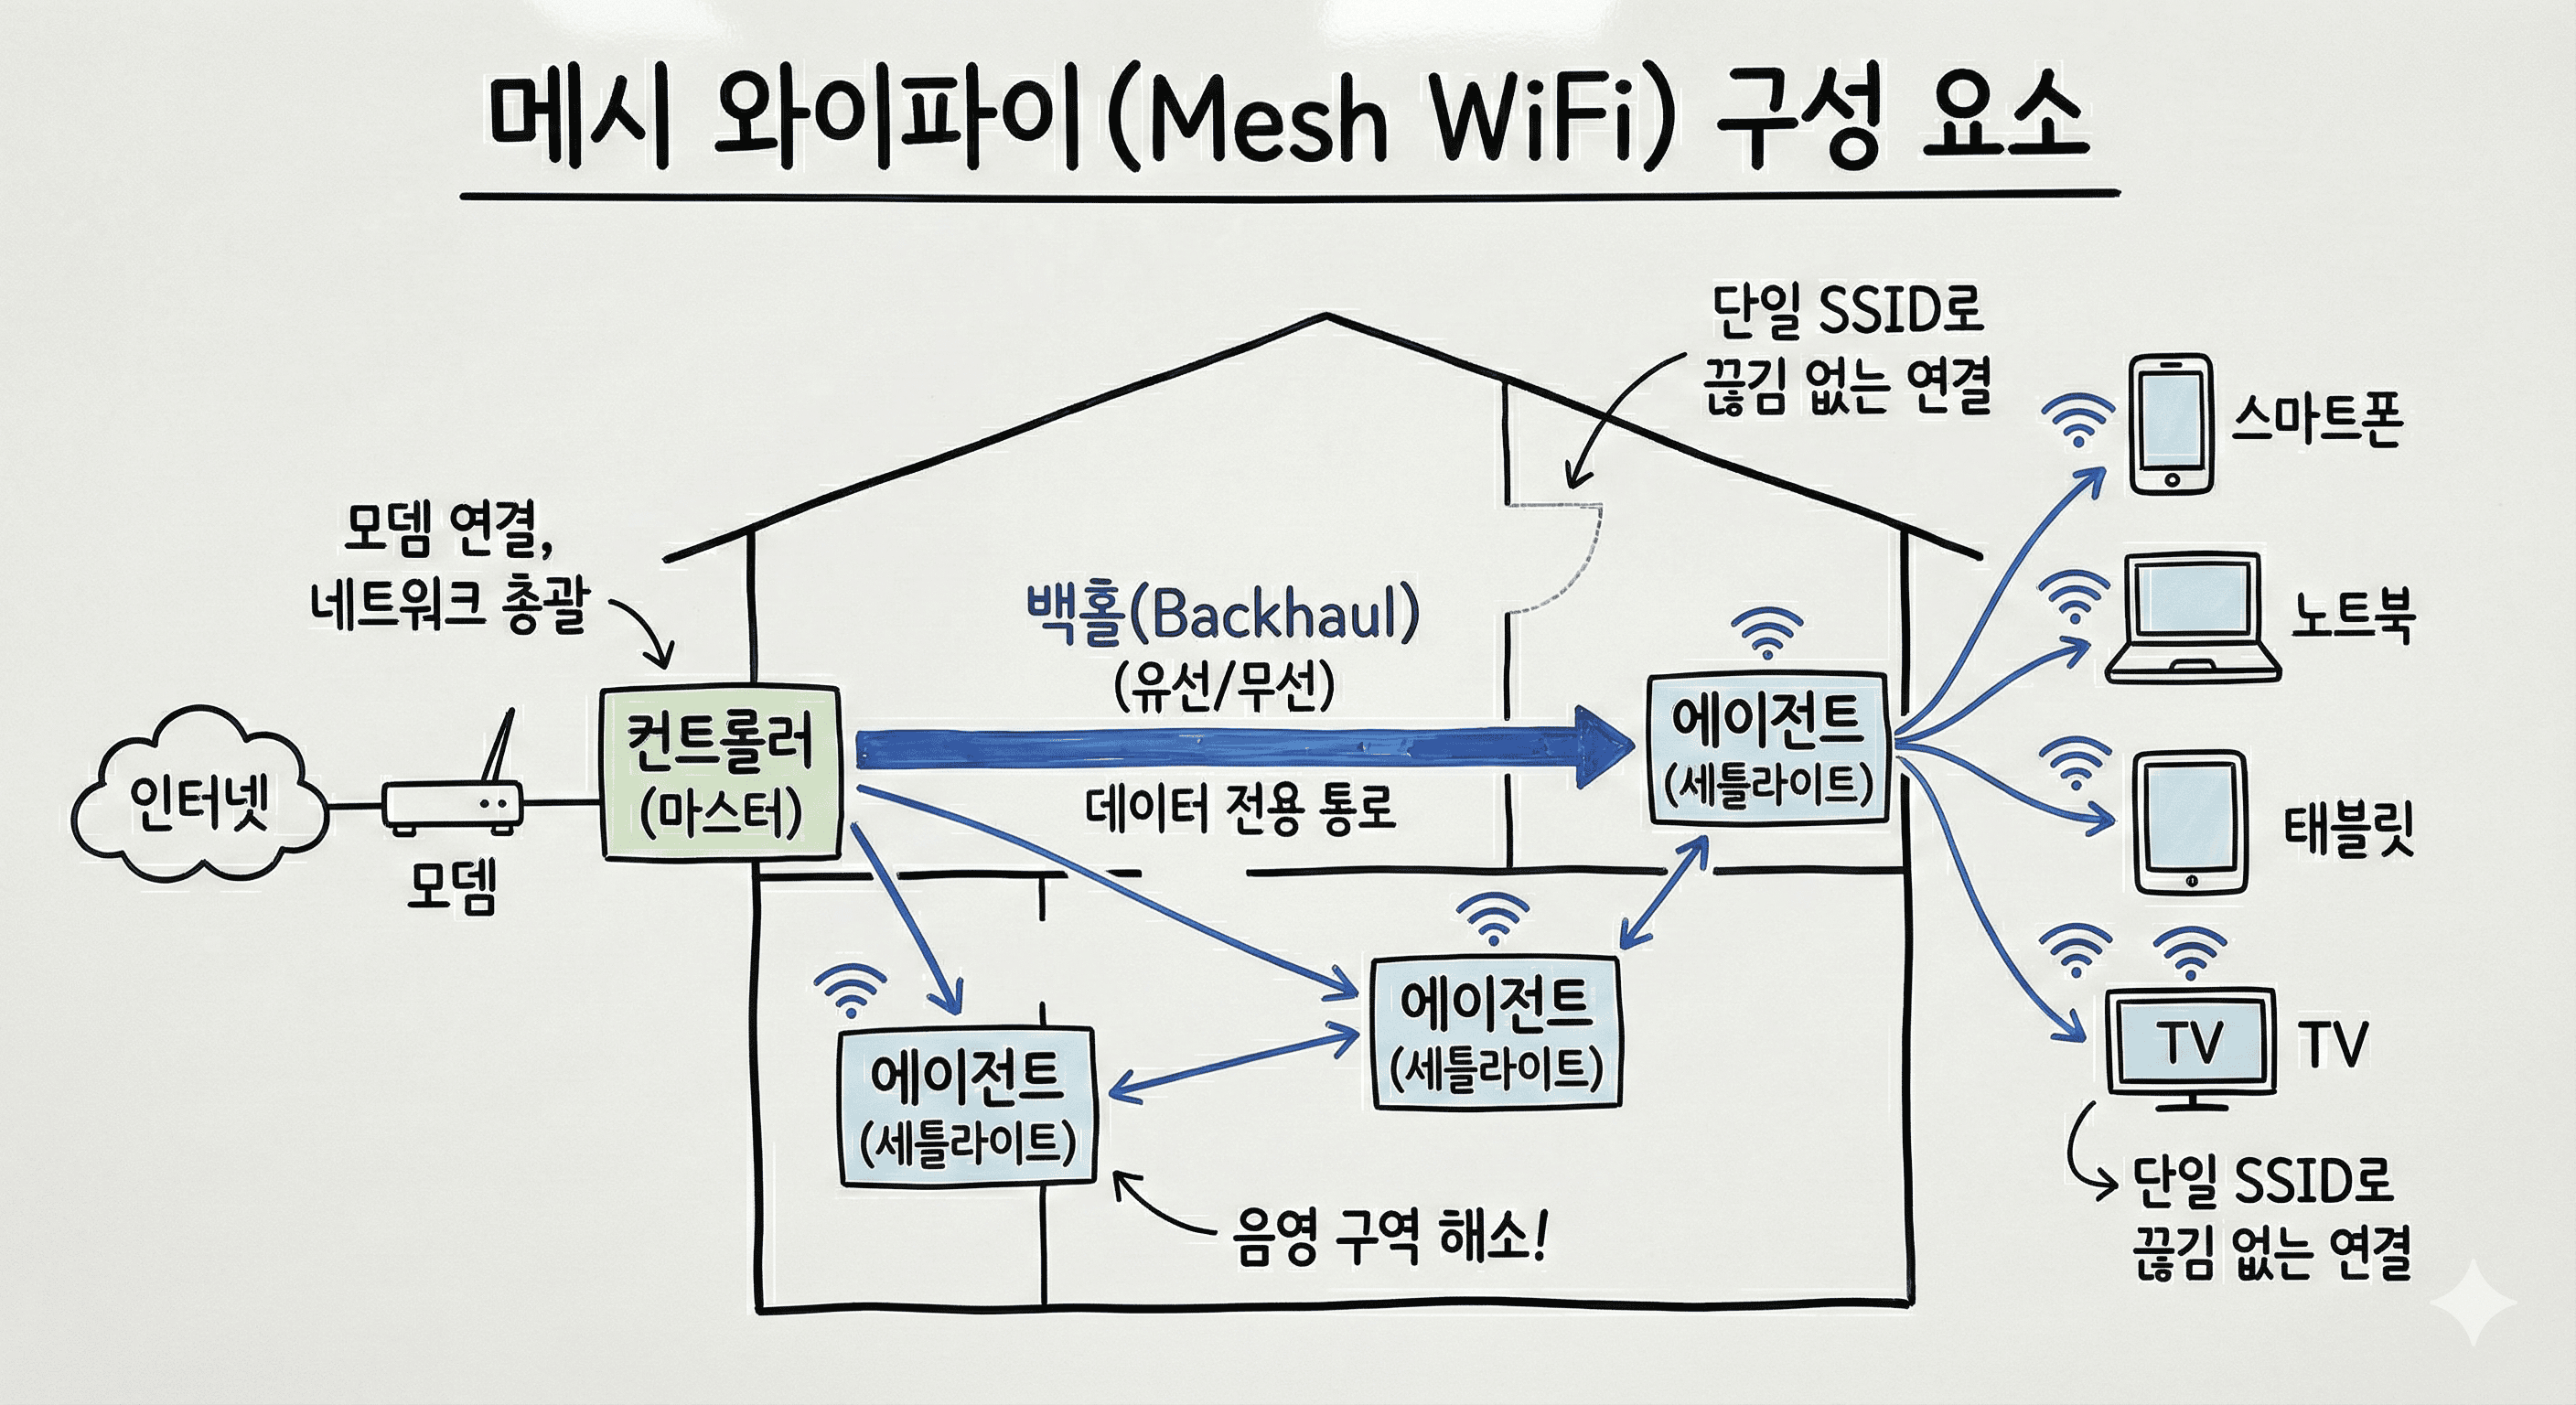 메시 와이파이(Mesh WiFi) 구성 요소
단일 SSID로
끊김 없는 연결
스마트폰
모뎀 연결,
네트워크 총괄
백홀(Backhaul)
(유선/무선)
노트북
인터넷
모뎀
컨트롤러
(마스터)
데이터 전용 통로
에이전트
(세틀라이트)
태블릿
에이전트
(세틀라이트)
에이전트
(세틀라이트)
TV
TV
음영 구역 해소!
단일 SSID로
끊김 없는 연결